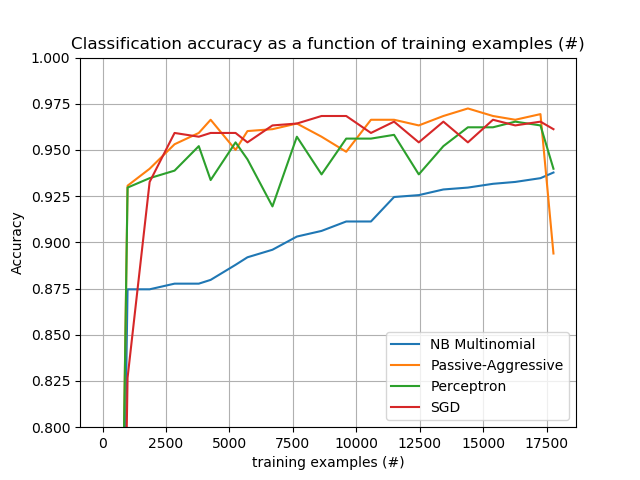 Classification accuracy as a function of training examples (#)
1.000
0.975
0.950
0.925
0.900
0.875
0.850
0.825
0.800
Accuracy
NB Multinomial
Passive-Aggressive
Perceptron
SGD
0 2500 5000 7500 10000 12500 15000 17500
training examples (#)